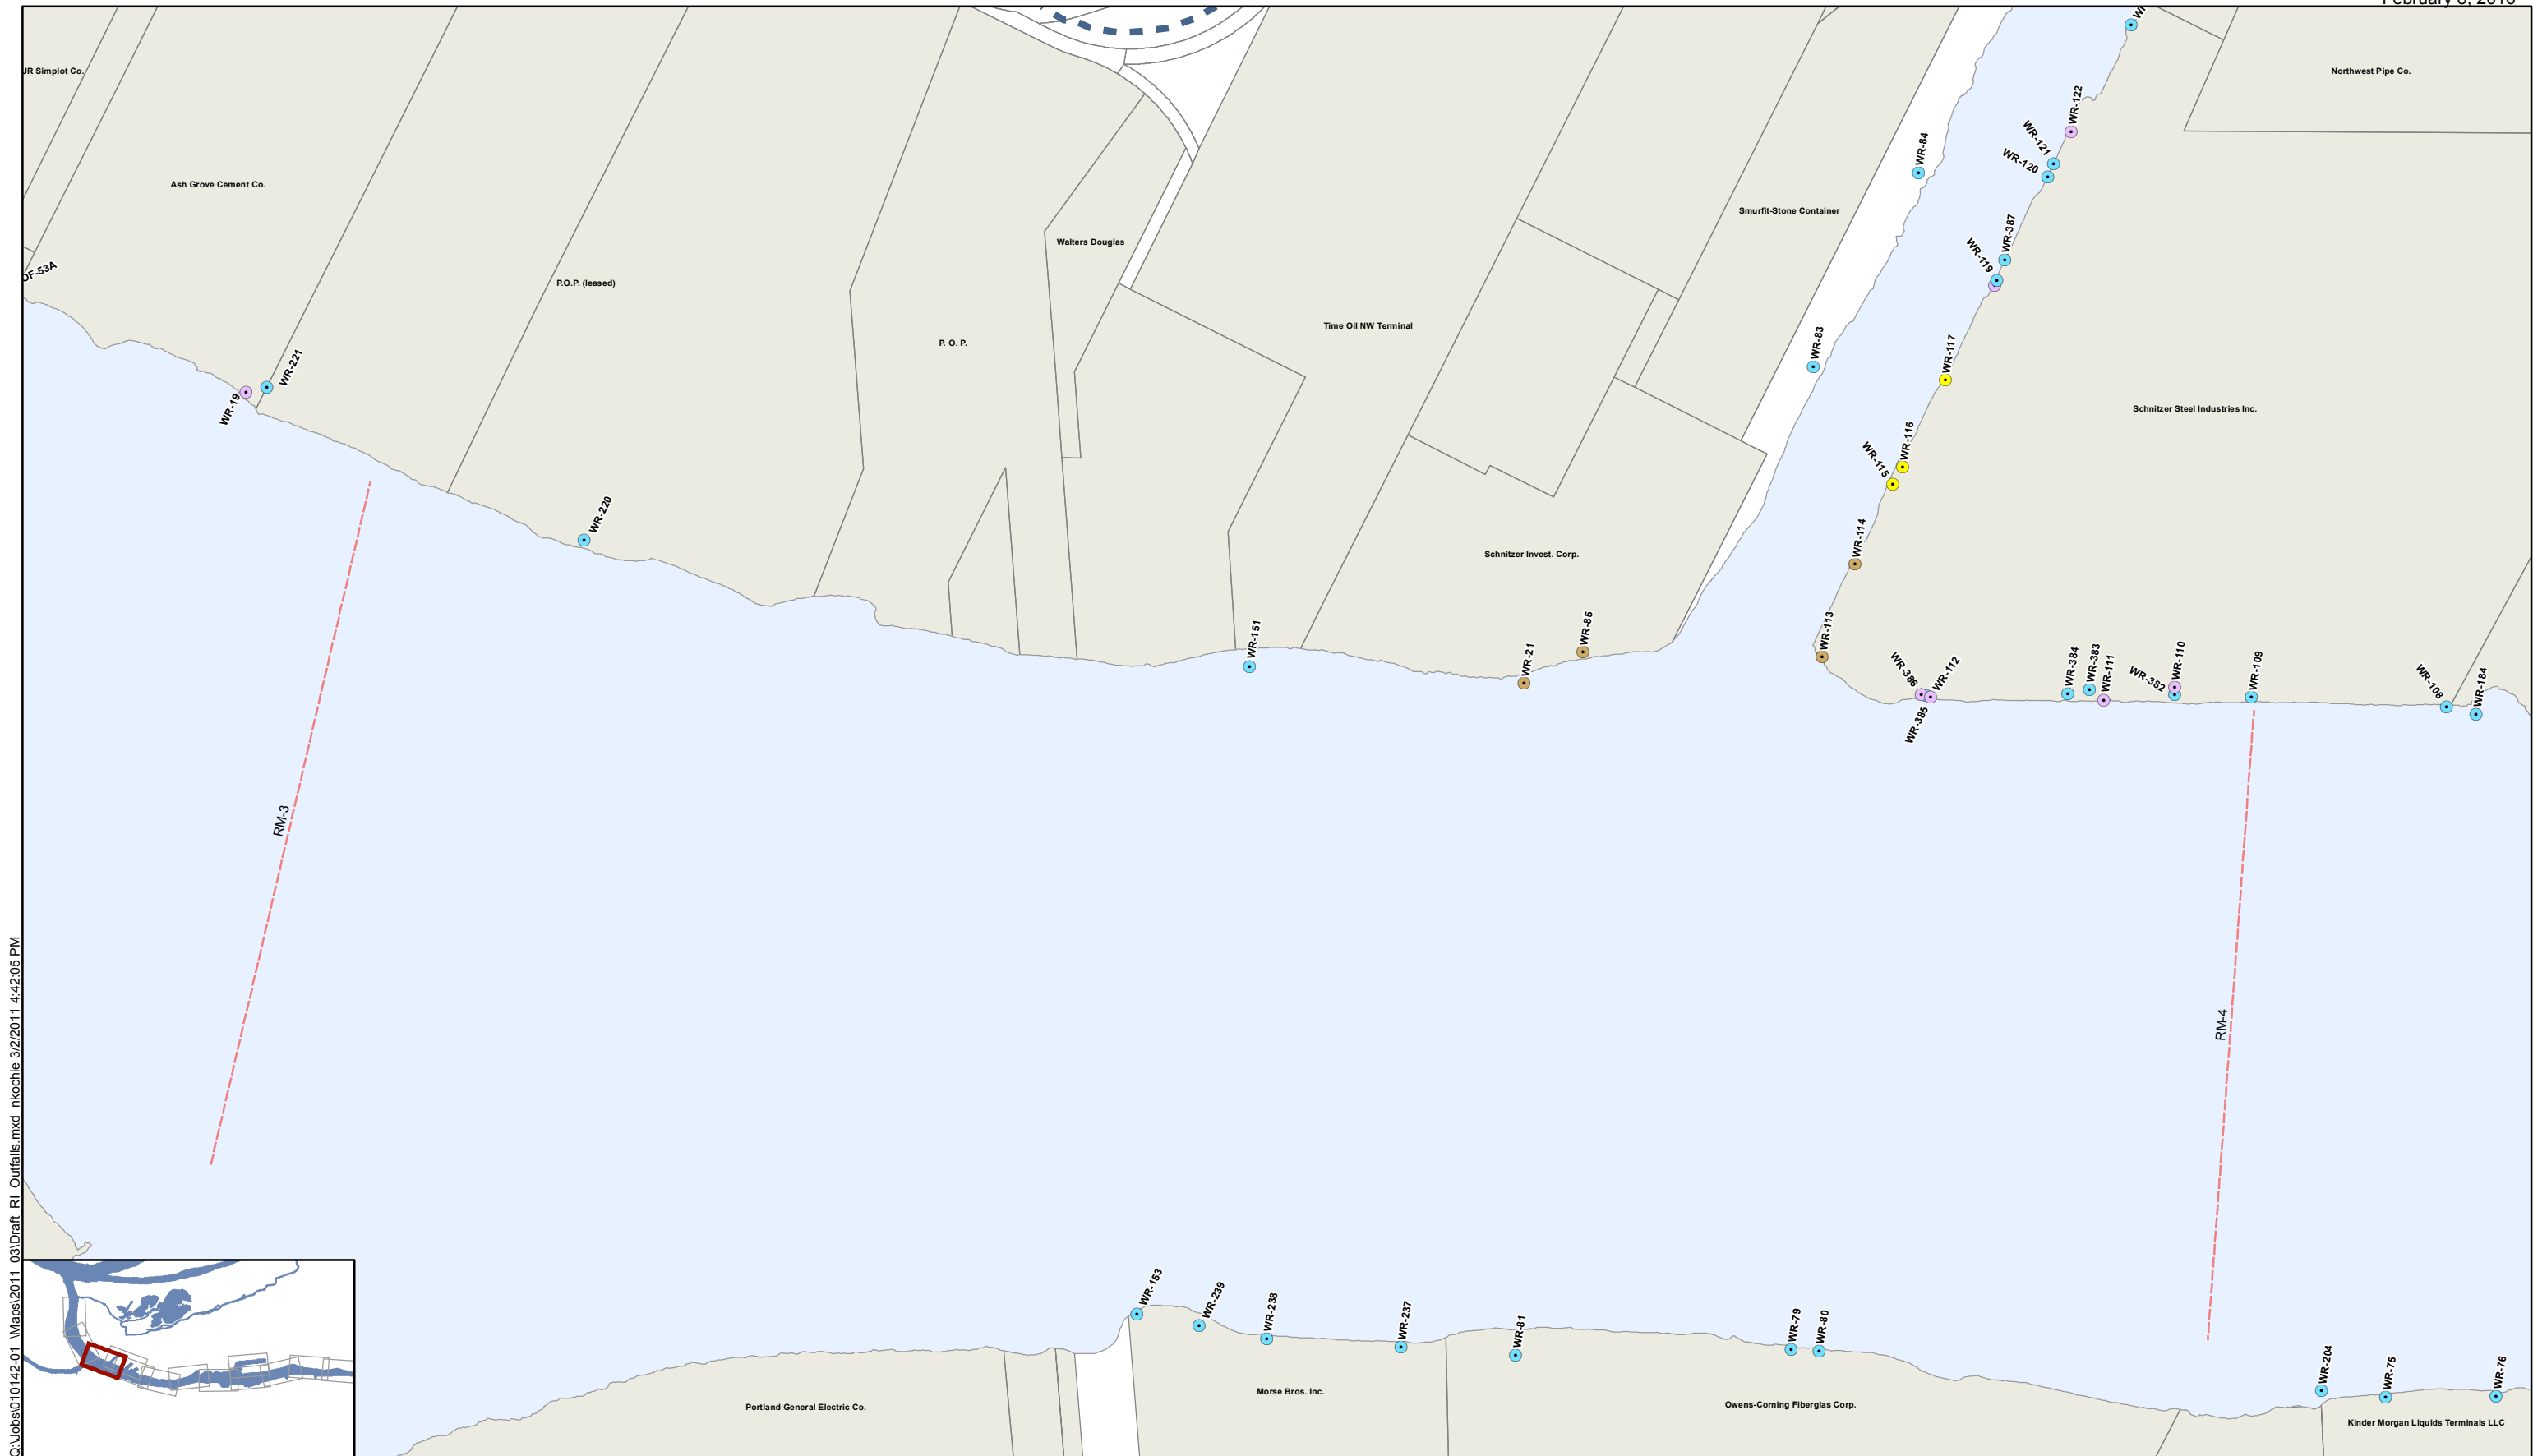 JR Simplot Co.
Northwest Pipe Co.
WR-122
WR-121
WR-120
WR-84
Ash Grove Cement Co.
Smurfit-Stone Container
Walters Douglas
WR-387
WR-119
OF-53A
P.O.P. (leased)
Time Oil NW Terminal
P. O. P.
WR-83
WR-117
WR-221
WR-19
Schnitzer Steel Industries Inc.
WR-116
WR-115
WR-220
WR-114
Schnitzer Invest. Corp.
WR-151
WR-85
WR-21
WR-113
WR-386
WR-112
WR-385
WR-384
WR-383
WR-111
WR-382
WR-110
WR-109
WR-108
WR-184
RM-3
RM-4
Q:\Jobs\010142-01 \Maps\2011_03\Draft_RI_Outfalls.mxd nkochie 3/2/2011 4:42:05 PM
WR-153
WR-239
WR-238
WR-237
WR-81
WR-79
WR-80
WR-204
WR-75
WR-76
Morse Bros. Inc.
Portland General Electric Co.
Owens-Corning Fiberglas Corp.
Kinder Morgan Liquids Terminals LLC